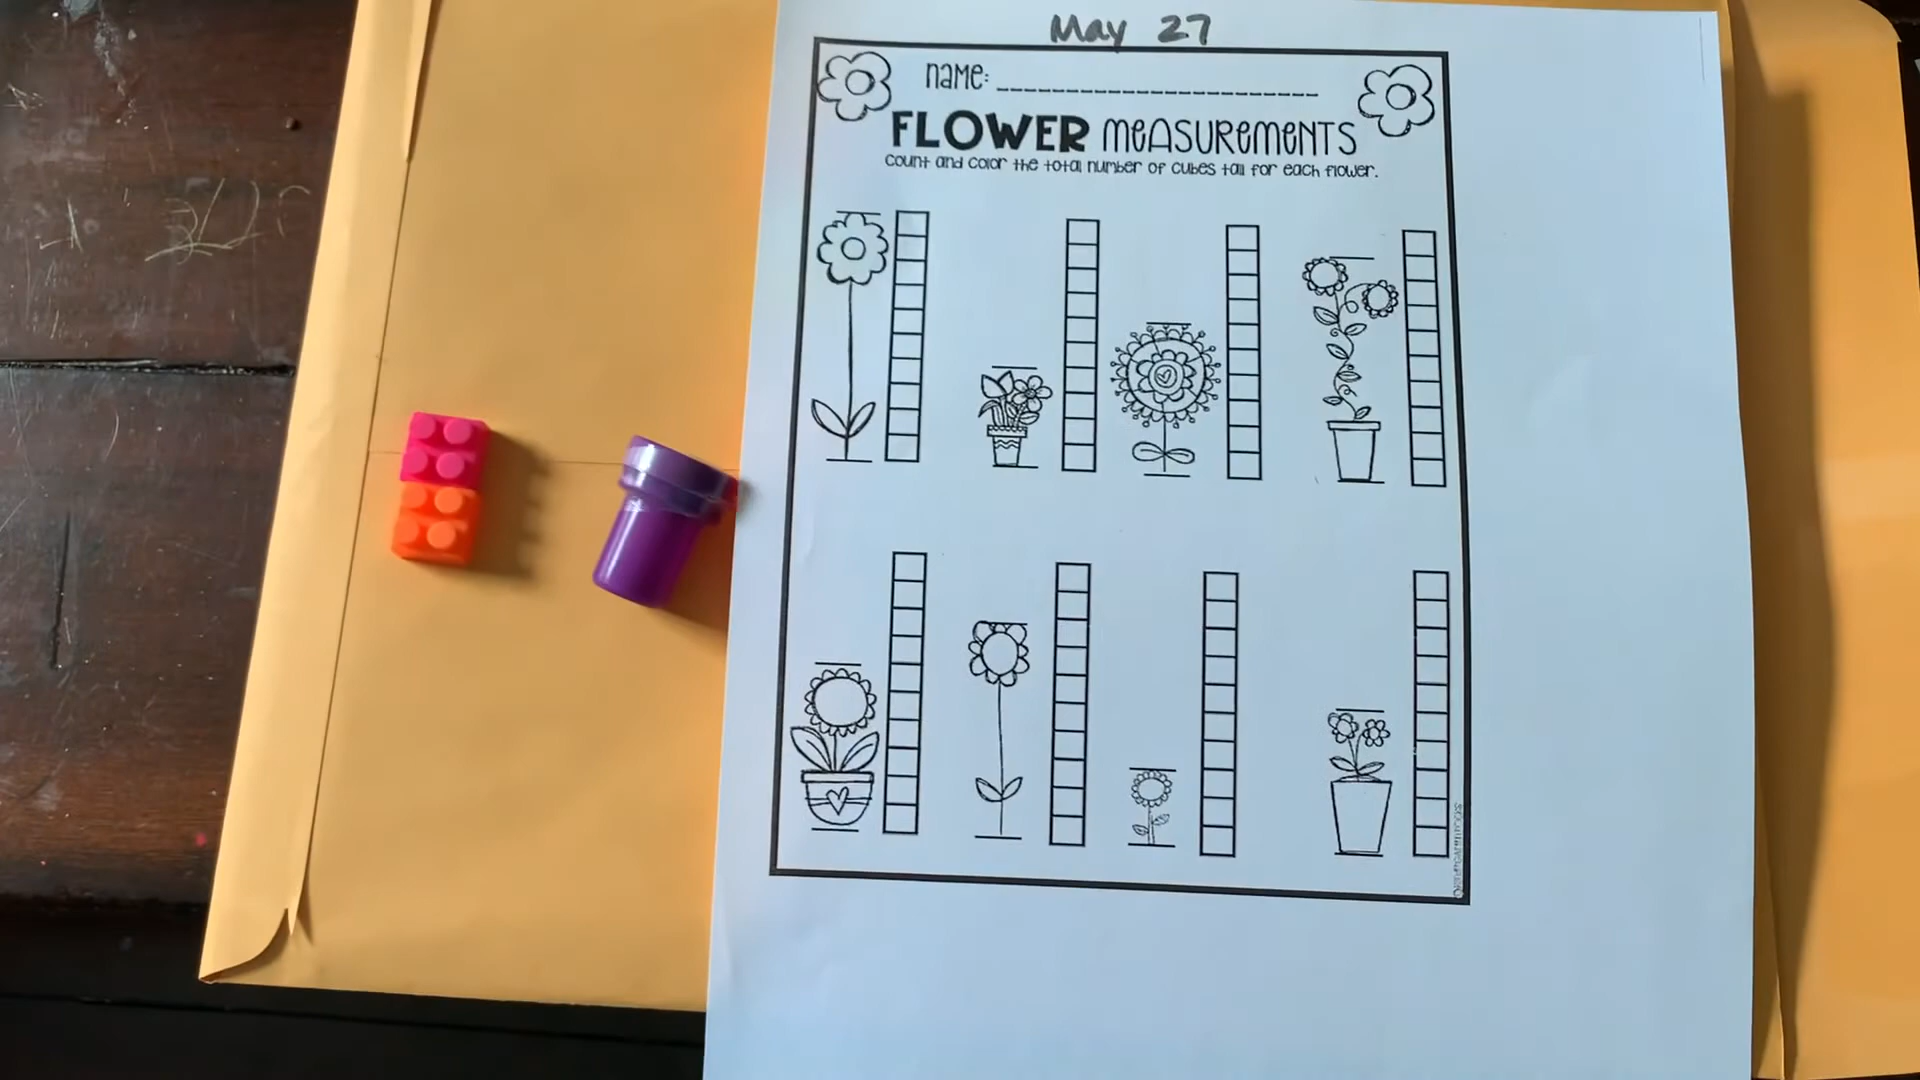 May 27
Name:
FLOWER Measurements
Count and color the total number of cubes tall for each flower.